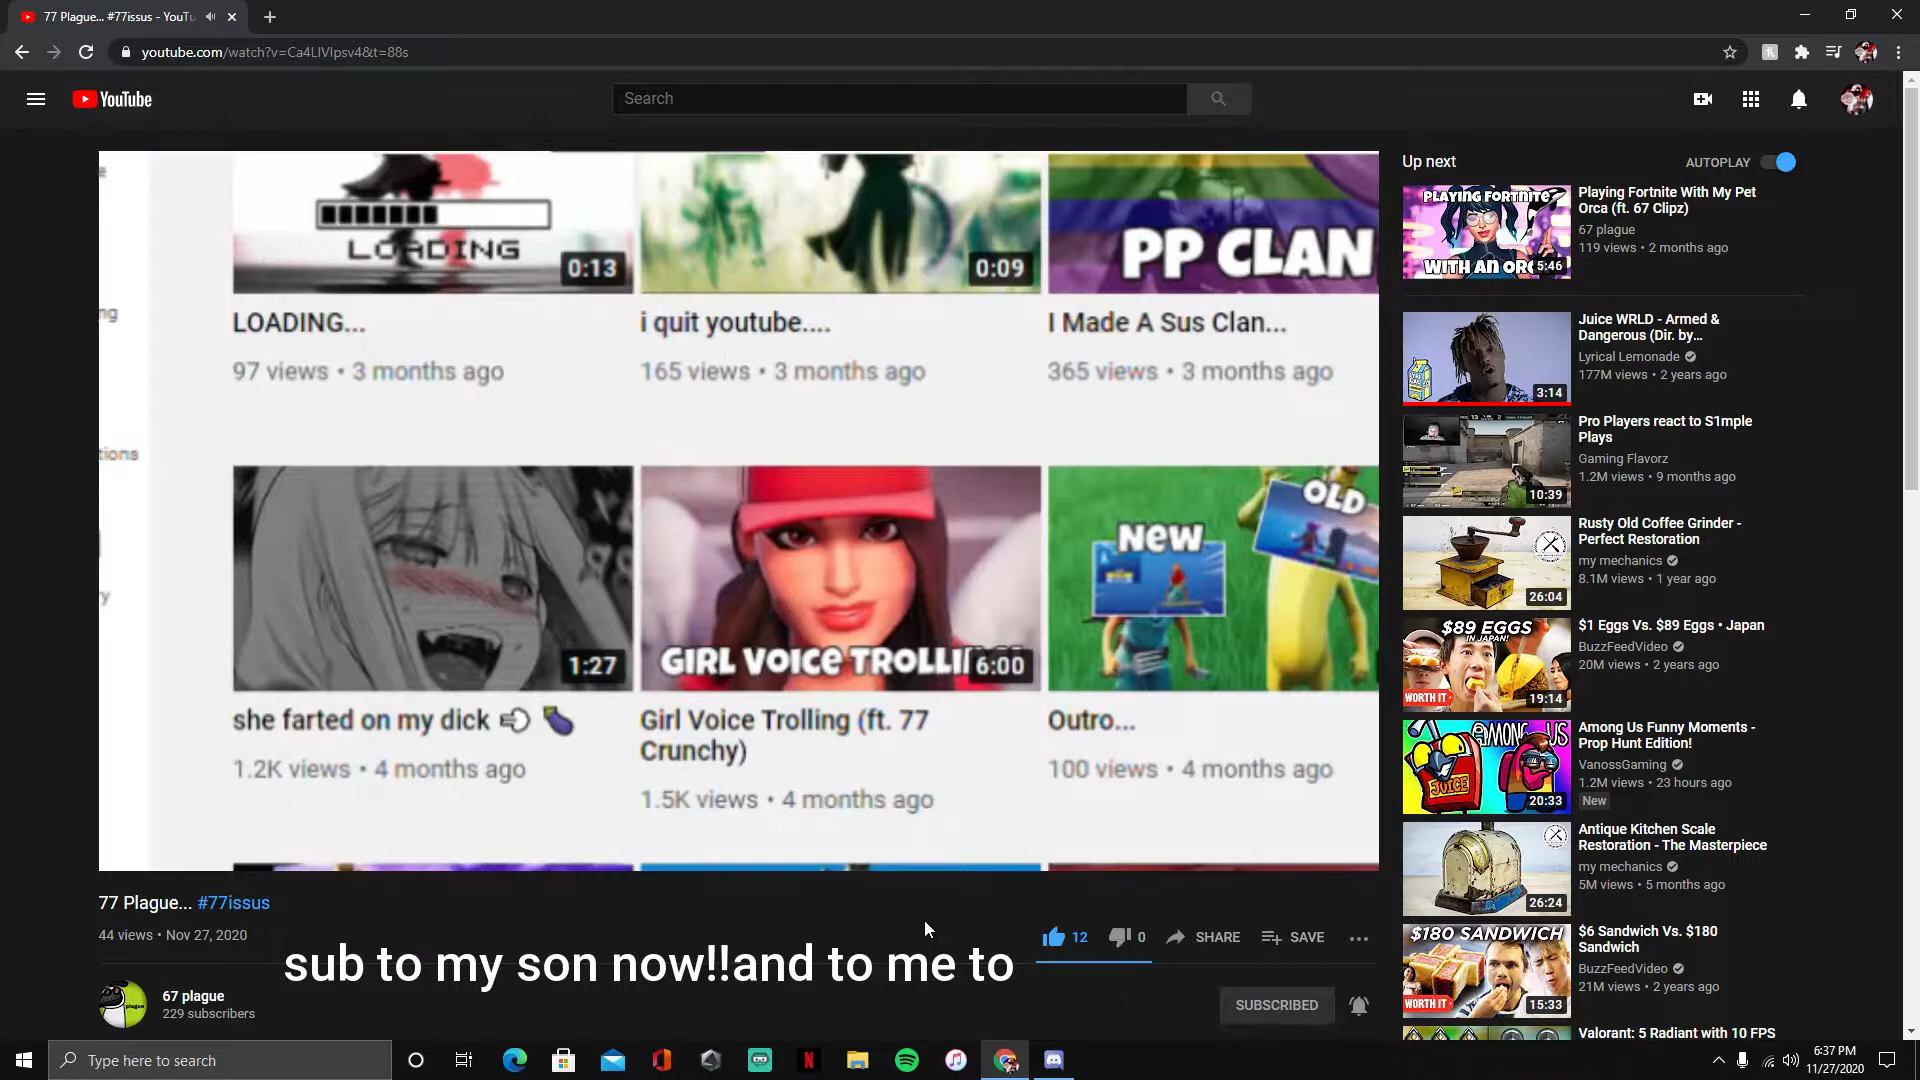 77 Plague... #77issus - YouTu
youtube.com/watch?v=Ca4LIVIpsv4&t=88s
YouTube
Search
LOADING
0:13
0:09
PP CLAN
LOADING...
i quit youtube....
I Made A Sus Clan...
97 views • 3 months ago
165 views • 3 months ago
365 views • 3 months ago
ng
tions
ry
1:27
GIRL VOICE TROLLI
6:00
NEW
OLD
she farted on my dick
Girl Voice Trolling (ft. 77
Crunchy)
Outro...
1.2K views • 4 months ago
1.5K views • 4 months ago
100 views • 4 months ago
77 Plague... #77issus
44 views • Nov 27, 2020
12
0
SHARE
SAVE
sub to my son now!!and to me to
plague
67 plague
229 subscribers
SUBSCRIBED
Up next
AUTOPLAY
PLAYING FORTNITE
WITH AN ORC
5:46
Playing Fortnite With My Pet
Orca (ft. 67 Clipz)
67 plague
119 views • 2 months ago
3:14
Juice WRLD - Armed &
Dangerous (Dir. by...
Lyrical Lemonade
177M views • 2 years ago
10:39
Pro Players react to S1mple
Plays
Gaming Flavorz
1.2M views • 9 months ago
26:04
Rusty Old Coffee Grinder -
Perfect Restoration
my mechanics
8.1M views • 1 year ago
$89 EGGS
IN JAPAN!
WORTH IT
19:14
$1 Eggs Vs. $89 Eggs • Japan
BuzzFeedVideo
20M views • 2 years ago
AMONG US
JUICE
20:33
Among Us Funny Moments -
Prop Hunt Edition!
VanossGaming
1.2M views • 23 hours ago
New
26:24
Antique Kitchen Scale
Restoration - The Masterpiece
my mechanics
5M views • 5 months ago
$180 SANDWICH
WORTH IT
15:33
$6 Sandwich Vs. $180
Sandwich
BuzzFeedVideo
21M views • 2 years ago
Valorant: 5 Radiant with 10 FPS
Type here to search
6:37 PM
11/27/2020